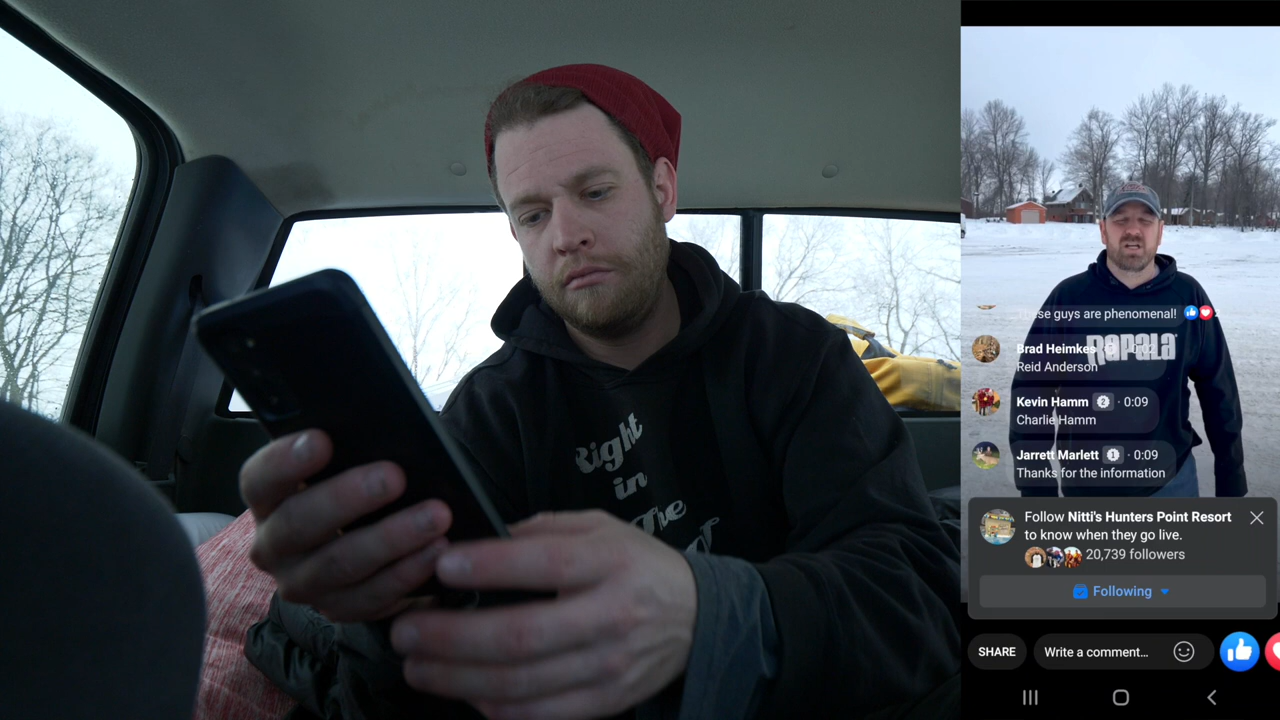 Right
in
The
se guys are phenomenal!
RAPALA
Brad Heimkes
Reid Anderson
Kevin Hamm 2 · 0:09
Charlie Hamm
Jarrett Marlett 1 · 0:09
Thanks for the information
Follow Nitti's Hunters Point Resort
to know when they go live.
20,739 followers
Following
SHARE
Write a comment...